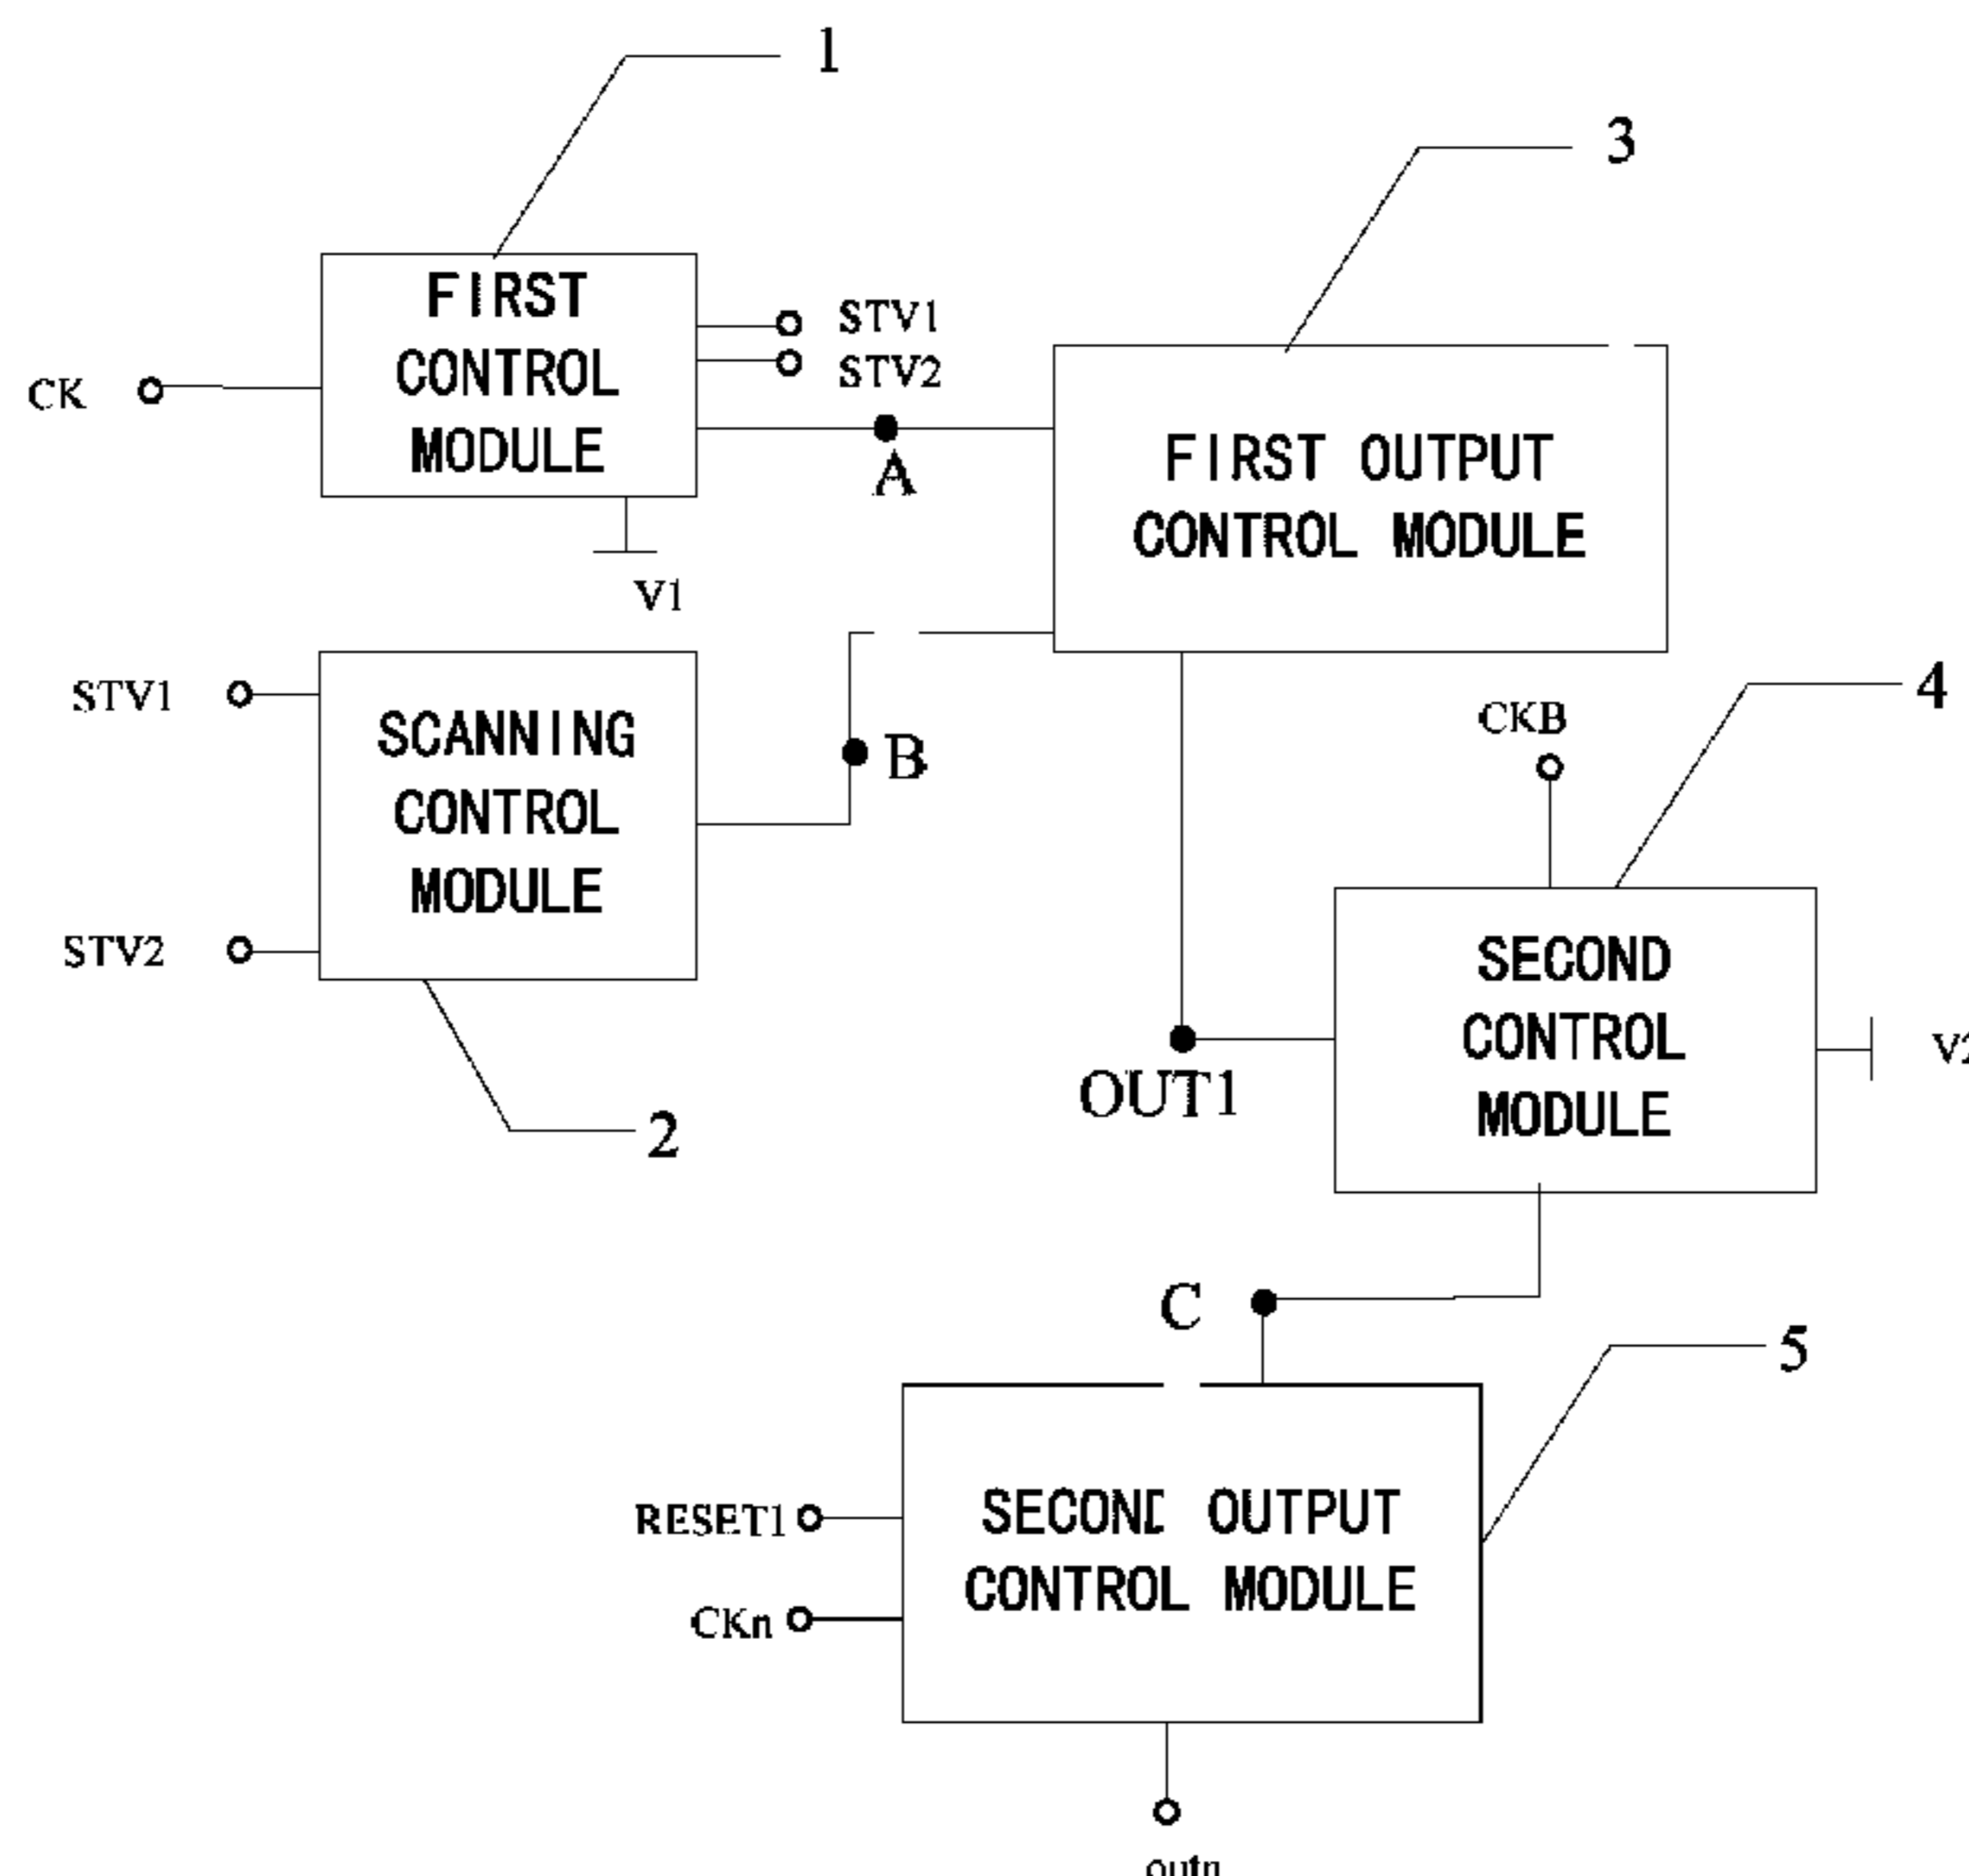 1
3
FIRST
CONTROL
MODULE
STV1
STV2
CK
A
V1
FIRST OUTPUT
CONTROL MODULE
STV1
SCANNING
CONTROL
MODULE
STV2
B
2
CKB
4
SECOND
CONTROL
MODULE
OUT1
C
5
RESET1
SECOND OUTPUT
CONTROL MODULE
CKn